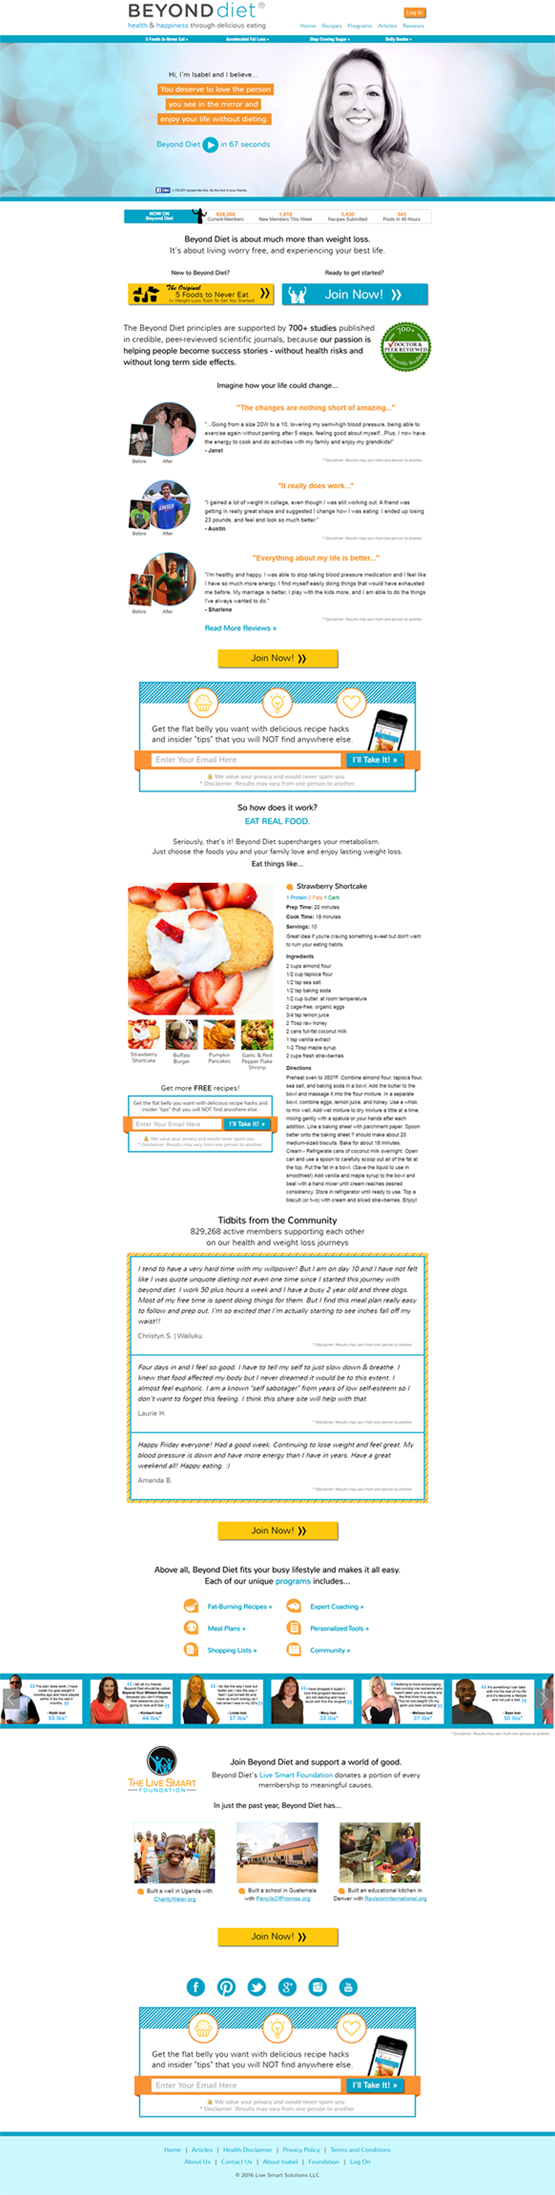 BEYOND diet®
health & happiness through delicious eating
Log In
Home Recipes Programs Articles Reviews
5 Foods to Never Eat » Accelerated Fat Loss » Stop Craving Sugar » Belly Buster »
Hi, I'm Isabel and I believe...
You deserve to love the person
you see in the mirror and
enjoy your life without dieting.
Beyond Diet in 67 seconds
Like
people like this. Be the first of your friends.
NOW ON
Beyond Diet
829,268
Current Members
1,819
New Members This Week
Recipes Submitted
343
Posts in 48 Hours
Beyond Diet is about much more than weight loss.
It's about living worry free, and experiencing your best life.
New to Beyond Diet?
Ready to get started?
The Original
5 Foods to Never Eat
Weight Loss Tools To Get You Started!
Join Now!
The Beyond Diet principles are supported by 700+ studies published
in credible, peer-reviewed scientific journals, because our passion is
helping people become success stories - without health risks and
without long term side effects.
700+
DOCTOR &
PEER REVIEWED
Scientific Studies
Imagine how your life could change...
"The changes are nothing short of amazing..."
"...Going from a size 20W to a 10, lowering my semi-high blood pressure, being able to
exercise again without panting after 5 steps, feeling good about myself...Plus, I now have
the energy to cook and do activities with my family and enjoy my grandkids!"
- Janet
Before After
* Disclaimer: Results may vary from one person to another.
"It really does work..."
"I gained a lot of weight in college, even though I was still working out. A friend was
getting in really great shape and suggested I change how I was eating. I ended up losing
23 pounds, and feel and look so much better."
- Austin
Before After
* Disclaimer: Results may vary from one person to another.
"Everything about my life is better..."
"I'm healthy and happy. I was able to stop taking blood pressure medication and I feel like
I have so much more energy. I find myself easily doing things that would have exhausted
me before. My marriage is better, I play with the kids more, and I am able to do the things
I've always wanted to do."
- Sharlene
Before After
* Disclaimer: Results may vary from one person to another.
Read More Reviews »
Join Now!
Get the flat belly you want with delicious recipe hacks
and insider "tips" that you will NOT find anywhere else.
Enter Your Email Here
I'll Take It! »
We value your privacy and would never spam you.
* Disclaimer: Results may vary from one person to another.
So how does it work?
EAT REAL FOOD.
Seriously, that's it! Beyond Diet supercharges your metabolism.
Just choose the foods you and your family love and enjoy lasting weight loss.
Eat things like...
Strawberry Shortcake
1 Protein 2 Fats 1 Carb
Prep Time: 20 minutes
Cook Time: 18 minutes
Servings: 10
Great idea if you're craving something sweet but don't want
to ruin your eating habits.
Ingredients
2 cups almond flour
1/2 cup tapioca flour
1/2 tsp sea salt
1/2 tsp baking soda
1/2 cup butter, at room temperature
2 cage-free, organic eggs
3/4 tsp lemon juice
2 Tbsp raw honey
2 cans full-fat coconut milk
1 tsp vanilla extract
1-2 Tbsp maple syrup
2 cups fresh strawberries
Directions
Preheat oven to 350?F. Combine almond flour, tapioca flour,
sea salt, and baking soda in a bowl. Add the butter to the
bowl and massage it into the flour mixture. In a separate
bowl, combine eggs, lemon juice, and honey. Use a whisk
to mix well. Add wet mixture to dry mixture a little at a time,
mixing gently with a spatula or your hands after each
addition. Line a baking sheet with parchment paper. Spoon
batter onto the baking sheet ? should make about 20
medium-sized biscuits. Bake for about 18 minutes.
Cream - Refrigerate cans of coconut milk overnight. Open
can and use a spoon to carefully scoop out all of the fat at
the top. Put the fat in a bowl. (Save the liquid to use in
smoothies!) Add vanilla and maple syrup to the bowl and
beat with a hand mixer until cream reaches desired
consistency. Store in refrigerator until ready to use. Top a
biscuit (or two) with cream and sliced strawberries. Enjoy!
Strawberry
Shortcake
Buffalo
Burger
Pumpkin
Pancakes
Garlic & Red
Pepper Flake
Shrimp
Get more FREE recipes!
Get the flat belly you want with delicious recipe hacks and
insider "tips" that you will NOT find anywhere else
Enter Your Email Here
I'll Take It! »
We value your privacy and would never spam you.
* Disclaimer: Results may vary from one person to another.
Tidbits from the Community
829,268 active members supporting each other
on our health and weight loss journeys
I tend to have a very hard time with my willpower! But I am on day 10 and I have not felt
like I was quote unquote dieting not even one time since I started this journey with
beyond diet. I work 50 plus hours a week and I have a busy 2 year old and three dogs.
Most of my free time is spent doing things for them. But I find this meal plan really easy
to follow and prep out. I'm so excited that I'm actually starting to see inches fall off my
waist!!
Christyn S. | Wailuku
* Disclaimer: Results may vary from one person to another.
Four days in and I feel so good. I have to tell my self to just slow down & breathe. I
knew that food affected my body but I never dreamed it would be to this extent. I
almost feel euphoric. I am a known "self sabotager" from years of low self-esteem so I
don't want to forget this feeling. I think this share site will help with that.
Laurie H.
* Disclaimer: Results may vary from one person to another.
Happy Friday everyone! Had a good week. Continuing to lose weight and feel great. My
blood pressure is down and have more energy than I have in years. Have a great
weekend all! Happy eating. :)
Amanda B.
* Disclaimer: Results may vary from one person to another.
Join Now!
Above all, Beyond Diet fits your busy lifestyle and makes it all easy.
Each of our unique programs includes...
Fat-Burning Recipes » Expert Coaching »
Meal Plans » Personalized Tools »
Shopping Lists » Community »
- Keith lost
55 lbs*
- Kimberli lost
44 lbs*
- Linda lost
37 lbs*
- Mary lost
35 lbs*
- Melissa lost
37 lbs*
- Sean lost
50 lbs*
* Disclaimer: Results may vary from one person to another.
THE LIVE SMART
FOUNDATION
Join Beyond Diet and support a world of good.
Beyond Diet's Live Smart Foundation donates a portion of every
membership to meaningful causes.
In just the past year, Beyond Diet has...
Built a well in Uganda with
CharityWater.org
Built a school in Guatemala
with PencilsOfPromise.org
Built an educational kitchen in
Denver with RevisionInternational.org
Join Now!
Get the flat belly you want with delicious recipe hacks
and insider "tips" that you will NOT find anywhere else.
Enter Your Email Here
I'll Take It! »
We value your privacy and would never spam you.
* Disclaimer: Results may vary from one person to another.
Home | Articles | Health Disclaimer | Privacy Policy | Terms and Conditions
About Us | Contact Us | About Isabel | Foundation | Log On
© 2016 Live Smart Solutions LLC